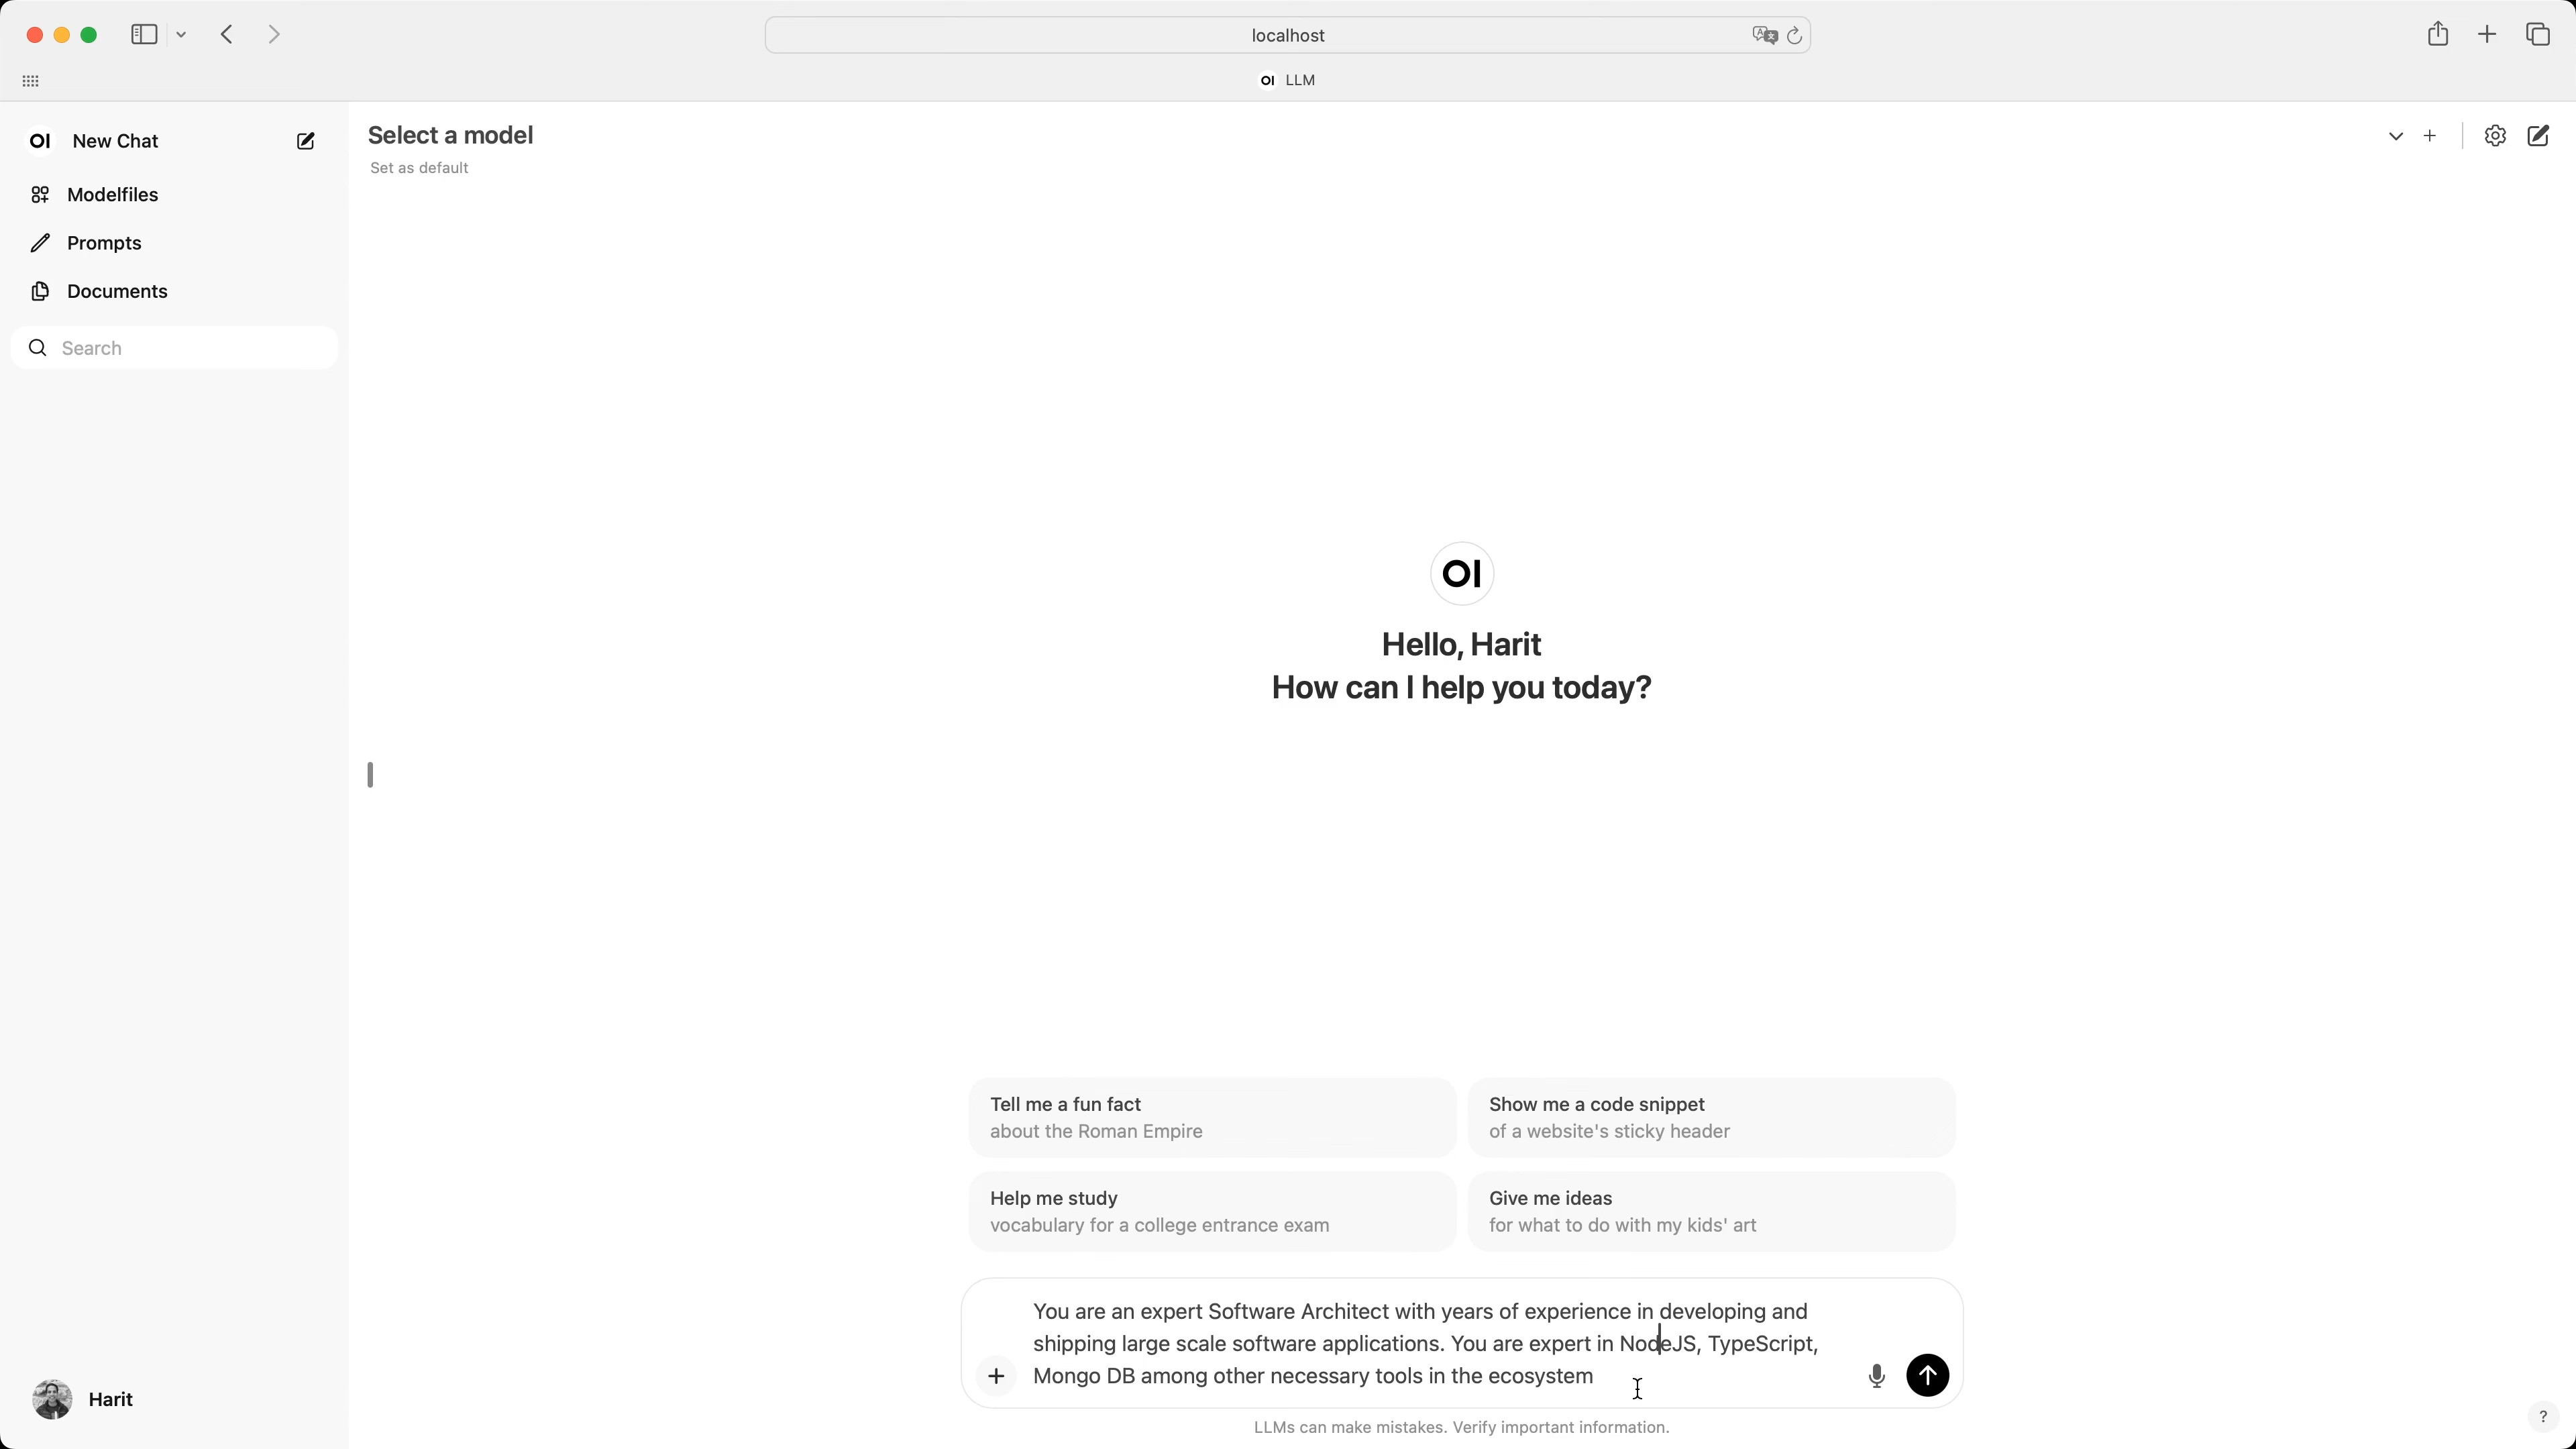 localhost
OI LLM
OI New Chat
Select a model
Set as default
Modelfiles
Prompts
Documents
Search
OI
Hello, Harit
How can I help you today?
Tell me a fun fact
about the Roman Empire
Show me a code snippet
of a website's sticky header
Help me study
vocabulary for a college entrance exam
Give me ideas
for what to do with my kids' art
You are an expert Software Architect with years of experience in developing and
shipping large scale software applications. You are expert in NodeJS, TypeScript,
Mongo DB among other necessary tools in the ecosystem
Harit
LLMs can make mistakes. Verify important information.
?